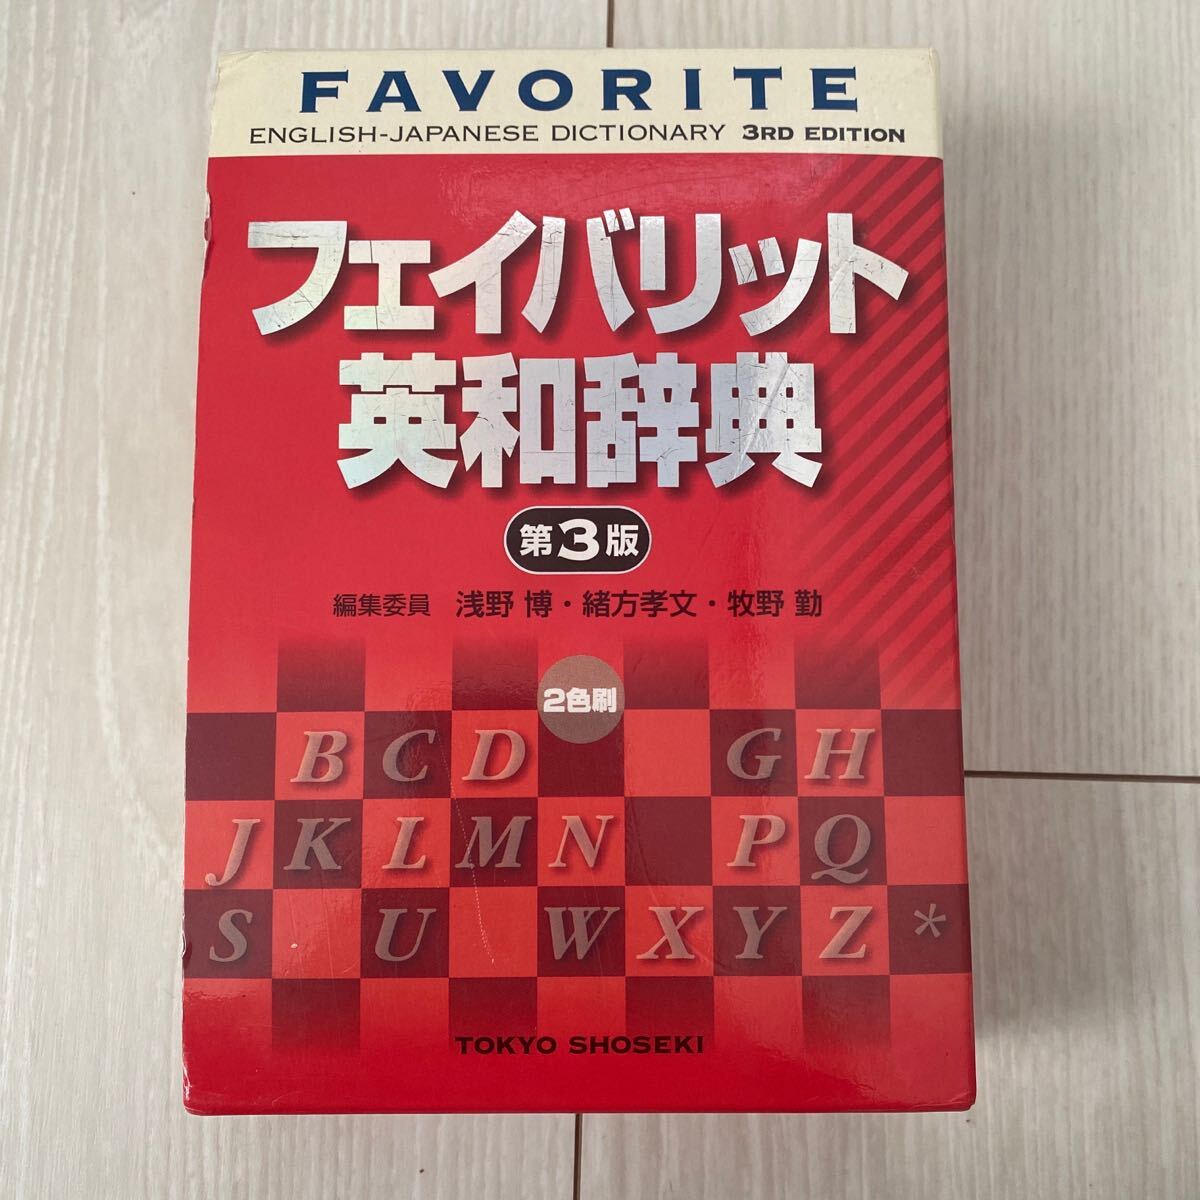 FAVORITE
ENGLISH-JAPANESE DICTIONARY 3RD EDITION
フェイバリット
英和辞典
第3版
編集委員 浅野 博・緒方孝文・牧野 勤
2色刷
B C D G H
J K L M N P Q
S U W X Y Z *
TOKYO SHOSEKI